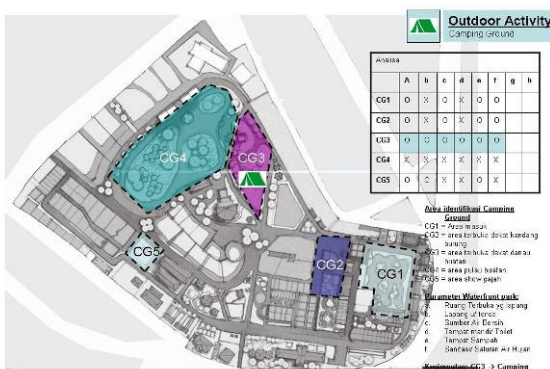 Outdoor Activity
Camping Ground
Analisa
A b c d e f g h
CG1 O X O X O O
CG2 O X O X O O
CG3 O O O O O O
CG4 X X X X X X
CG5 O O X X O O
Area identifikasi Camping
Ground
CG1 = Area masuk
CG2 = area terbuka dekat kandang
burung
CG3 = area terbuka dekat danau
buatan
CG4 = area pulau buatan
CG5 = area show gajah
Parameter Waterfront park:
a. Ruang Terbuka yg lapang
b. Lapang u/ tenda
c. Sumber Air Bersih
d. Tempat mandi/ Toilet
e. Tempat Sampah
f. Sanitasi/ Saluran Air Hujan
Kesimpulan: CG3 → Camping
CG4
CG3
CG5
CG2
CG1